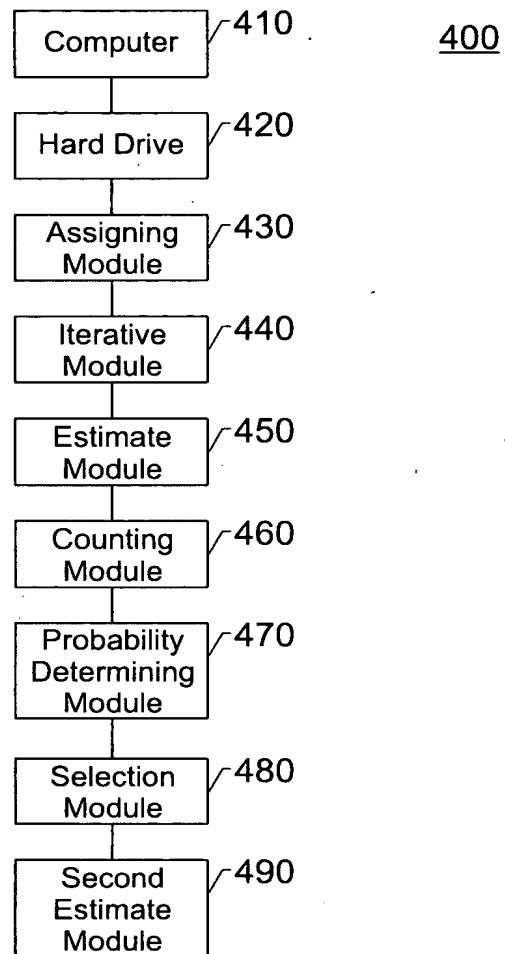 Computer
410
400
Hard Drive
420
Assigning
Module
430
Iterative
Module
440
Estimate
Module
450
Counting
Module
460
Probability
Determining
Module
470
Selection
Module
480
Second
Estimate
Module
490